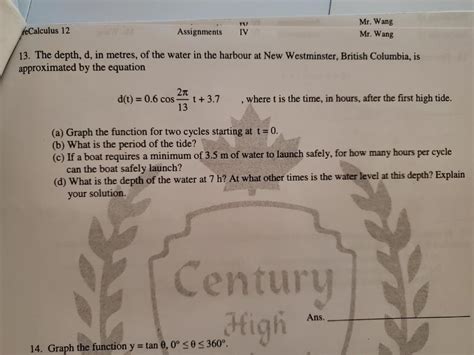 reCalculus 12 Assignments IV Mr. Wang
Mr. Wang
13. The depth, d, in metres, of the water in the harbour at New Westminster, British Columbia, is
approximated by the equation
d(t) = 0.6 cos 2π/13 t + 3.7 , where t is the time, in hours, after the first high tide.
(a) Graph the function for two cycles starting at t = 0.
(b) What is the period of the tide?
(c) If a boat requires a minimum of 3.5 m of water to launch safely, for how many hours per cycle
can the boat safely launch?
(d) What is the depth of the water at 7 h? At what other times is the water level at this depth? Explain
your solution.
Century
High
Ans.
14. Graph the function y = tan θ, 0° ≤ θ ≤ 360°.